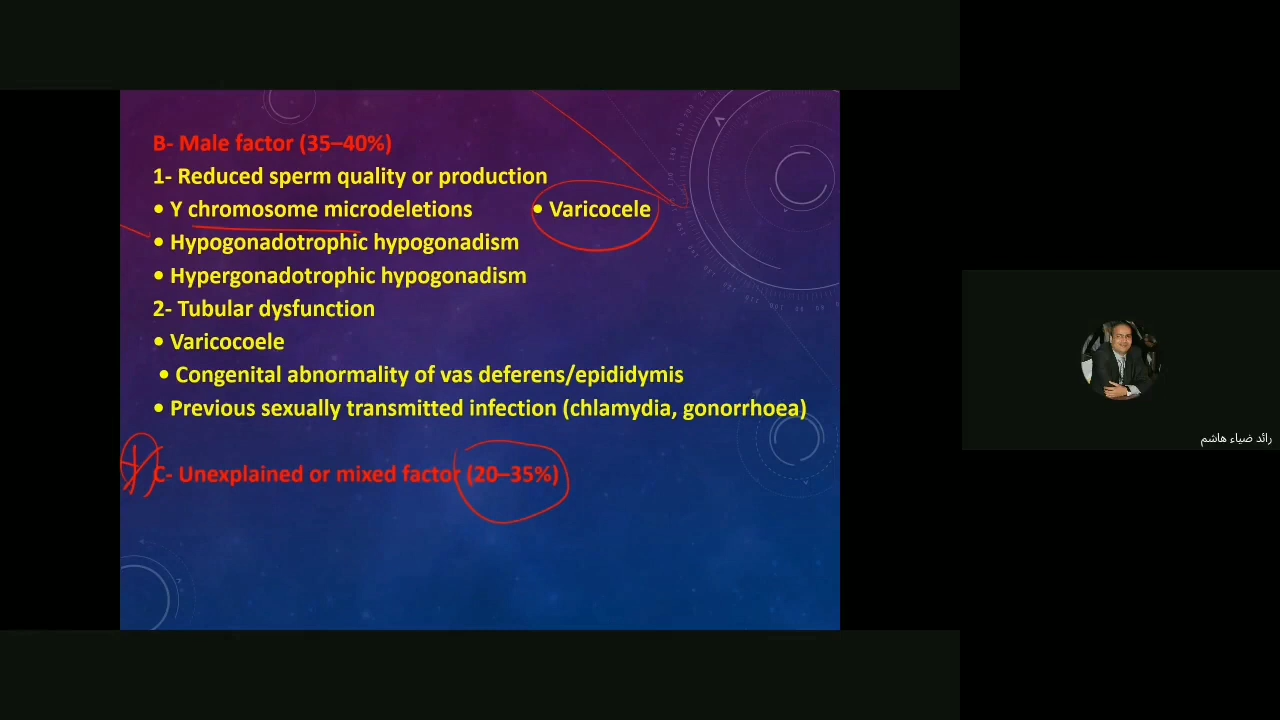 B- Male factor (35–40%)
1- Reduced sperm quality or production
• Y chromosome microdeletions • Varicocele
• Hypogonadotrophic hypogonadism
• Hypergonadotrophic hypogonadism
2- Tubular dysfunction
• Varicocoele
• Congenital abnormality of vas deferens/epididymis
• Previous sexually transmitted infection (chlamydia, gonorrhoea)
C- Unexplained or mixed factor (20–35%)
رائد ضياء هاشم